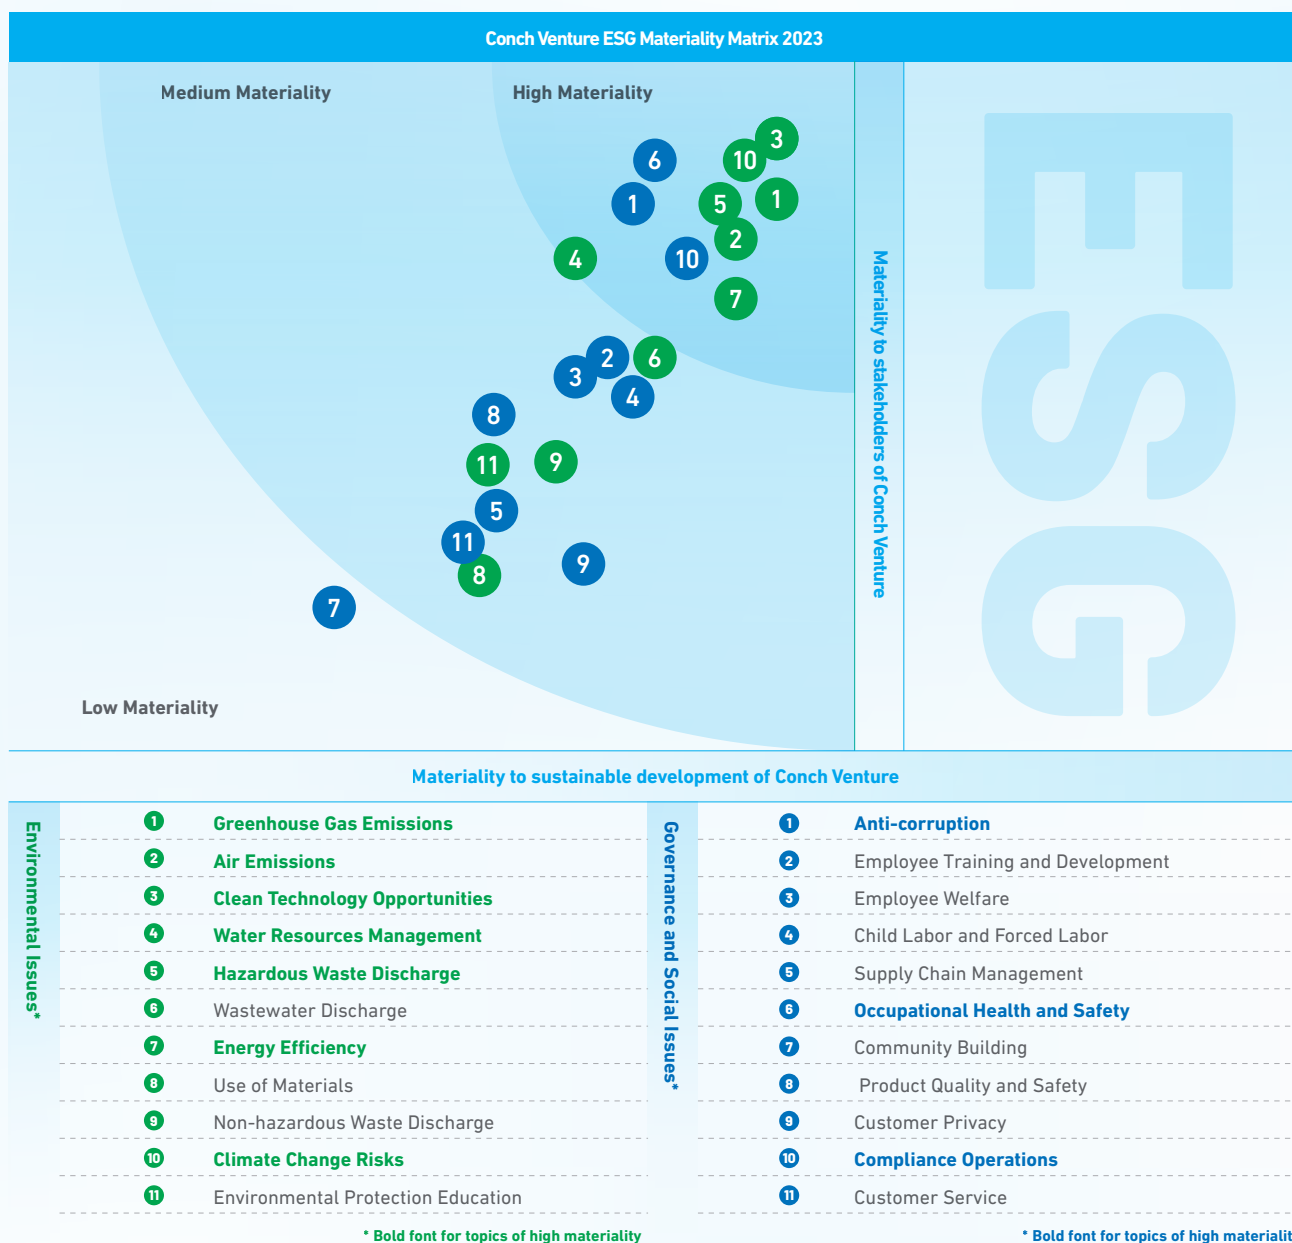 Conch Venture ESG Materiality Matrix 2023
Medium Materiality
High Materiality
3
6
10
1
1
5
2
4
10
7
2
6
3
4
8
11
9
5
11
9
8
7
Low Materiality
Materiality to stakeholders of Conch Venture
ESG
Materiality to sustainable development of Conch Venture
Environmental Issues*
1 Greenhouse Gas Emissions
2 Air Emissions
3 Clean Technology Opportunities
4 Water Resources Management
5 Hazardous Waste Discharge
6 Wastewater Discharge
7 Energy Efficiency
8 Use of Materials
9 Non-hazardous Waste Discharge
10 Climate Change Risks
11 Environmental Protection Education
* Bold font for topics of high materiality
Governance and Social Issues*
1 Anti-corruption
2 Employee Training and Development
3 Employee Welfare
4 Child Labor and Forced Labor
5 Supply Chain Management
6 Occupational Health and Safety
7 Community Building
8 Product Quality and Safety
9 Customer Privacy
10 Compliance Operations
11 Customer Service
* Bold font for topics of high materialit